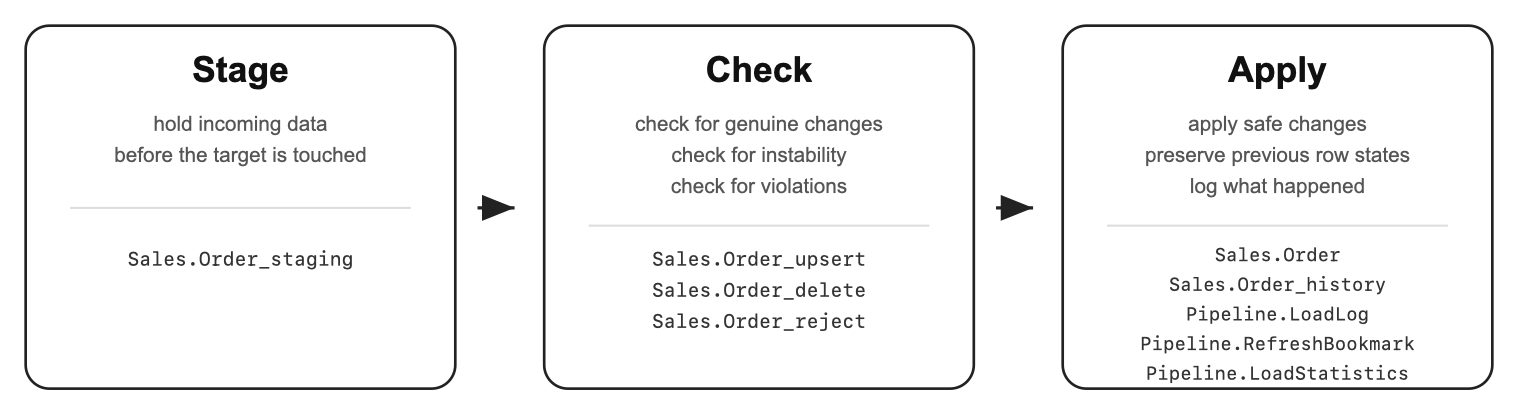 Stage
hold incoming data
before the target is touched
Sales.Order_staging
Check
check for genuine changes
check for instability
check for violations
Sales.Order_upsert
Sales.Order_delete
Sales.Order_reject
Apply
apply safe changes
preserve previous row states
log what happened
Sales.Order
Sales.Order_history
Pipeline.LoadLog
Pipeline.RefreshBookmark
Pipeline.LoadStatistics